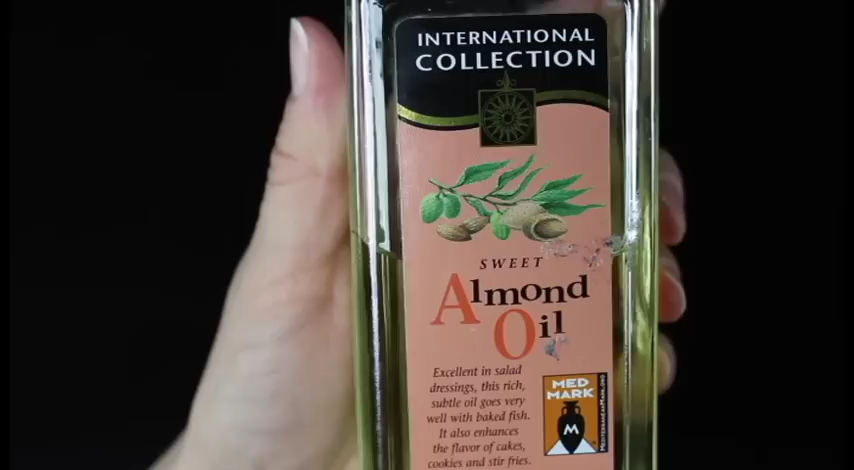 INTERNATIONAL
COLLECTION
SWEET
Almond
Oil
Excellent in salad
dressings, this rich,
subtle oil goes very
well with baked fish.
It also enhances
the flavor of cakes,
cookies and stir fries.
MED
MARK
M